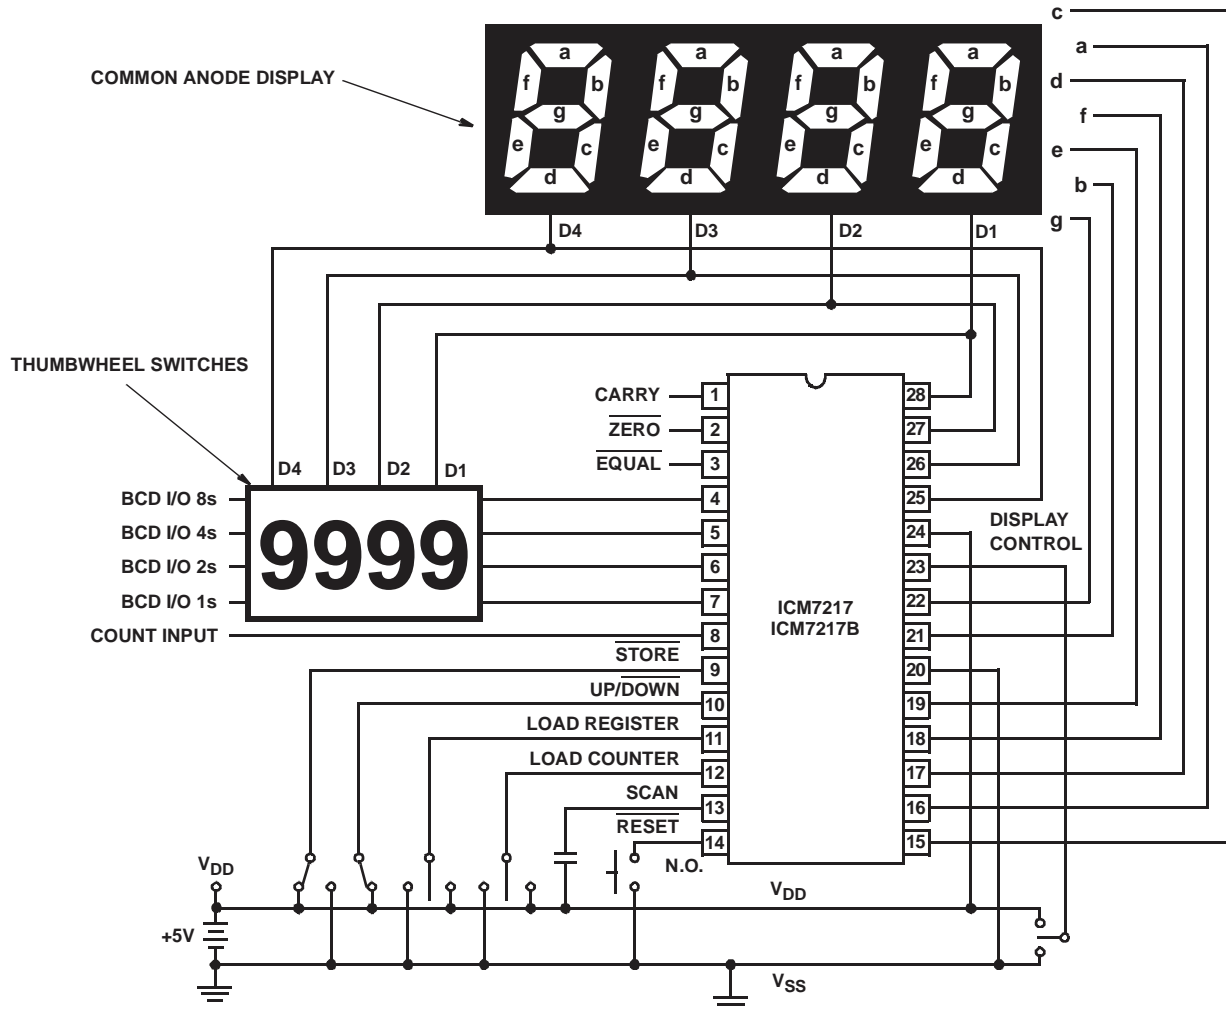 c
COMMON ANODE DISPLAY
a a a a
f b f b f b f b
g g g g
e c e c e c e c
d d d d
a
d
f
e
b
g
D4 D3 D2 D1
THUMBWHEEL SWITCHES
D4 D3 D2 D1
9999
BCD I/O 8s
BCD I/O 4s
BCD I/O 2s
BCD I/O 1s
COUNT INPUT
CARRY
ZERO
EQUAL
STORE
UP/DOWN
LOAD REGISTER
LOAD COUNTER
SCAN
RESET
N.O.
1
2
3
4
5
6
7
8
9
10
11
12
13
14
ICM7217
ICM7217B
28
27
26
25
24
23
22
21
20
19
18
17
16
15
DISPLAY
CONTROL
VDD
+5V
VDD
VSS